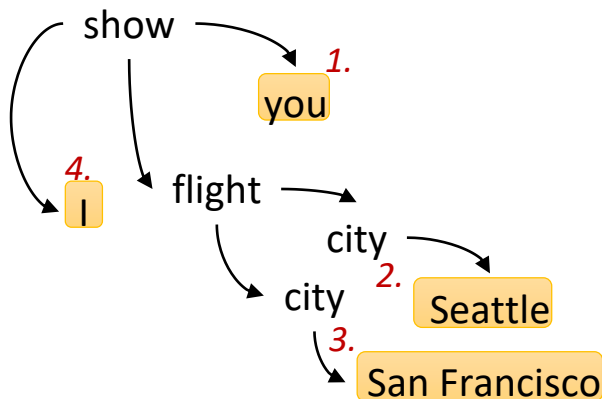 show
1.
you
4.
I
flight
city
2.
Seattle
city
3.
San Francisco